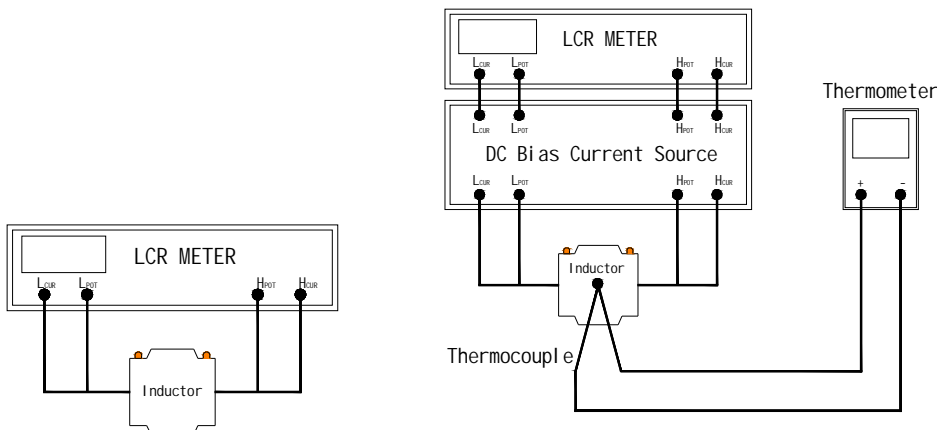 LCR METER
LCUR LPOT HPOT HCUR
Inductor
LCR METER
LCUR LPOT HPOT HCUR
LCUR LPOT HPOT HCUR
DC Bias Current Source
LCUR LPOT HPOT HCUR
Inductor
Thermocouple
Thermometer
+ -